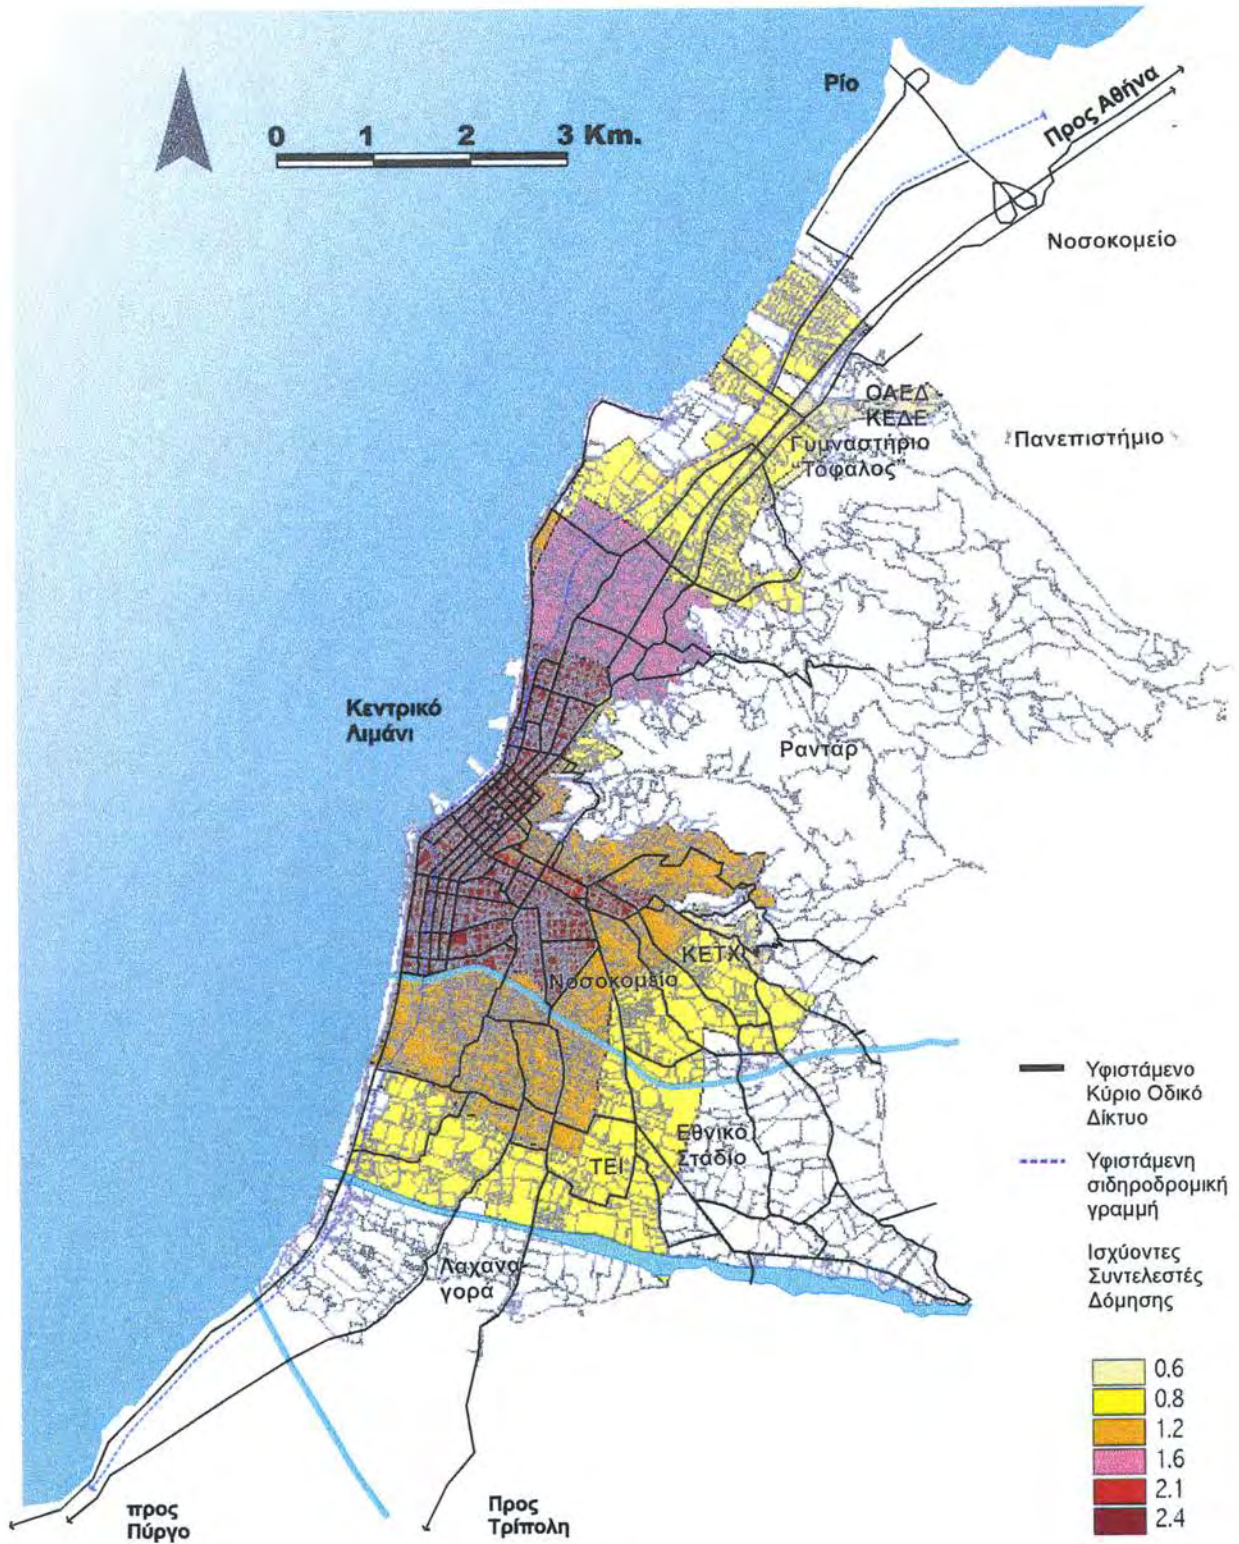 Ρίο
Προς Αθήνα
0 1 2 3 Km.
Νοσοκομείο
ΟΑΕΔ
ΚΕΔΕ
Γυμναστήριο
"Τόφαλος"
Πανεπιστήμιο
Κεντρικό
Λιμάνι
Ραντάρ
ΚΕΤΧ
Νοσοκομείο
Εθνικό
Στάδιο
ΤΕΙ
Λαχανα-
γορά
Υφιστάμενο
Κύριο Οδικό
Δίκτυο
Υφιστάμενη
σιδηροδρομική
γραμμή
Ισχύοντες
Συντελεστές
Δόμησης
0.6
0.8
1.2
1.6
2.1
2.4
προς
Πύργο
Προς
Τρίπολη